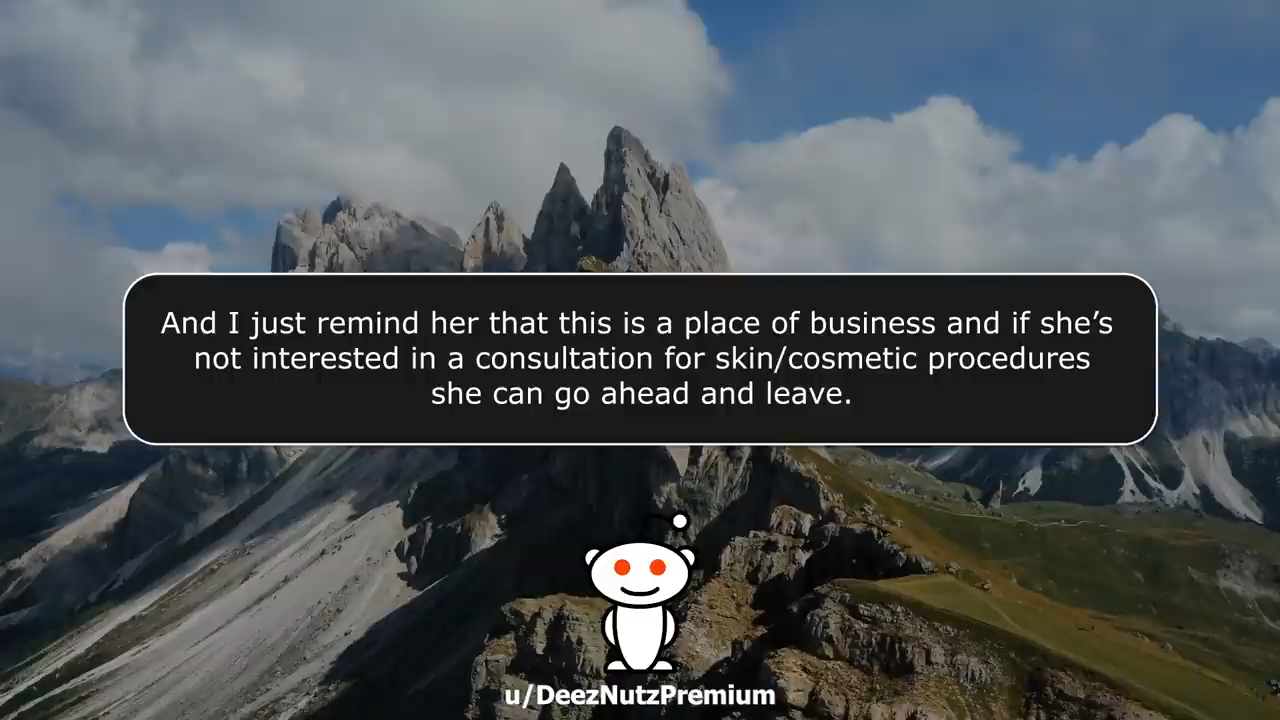 And I just remind her that this is a place of business and if she’s
not interested in a consultation for skin/cosmetic procedures
she can go ahead and leave.
u/DeezNutzPremium